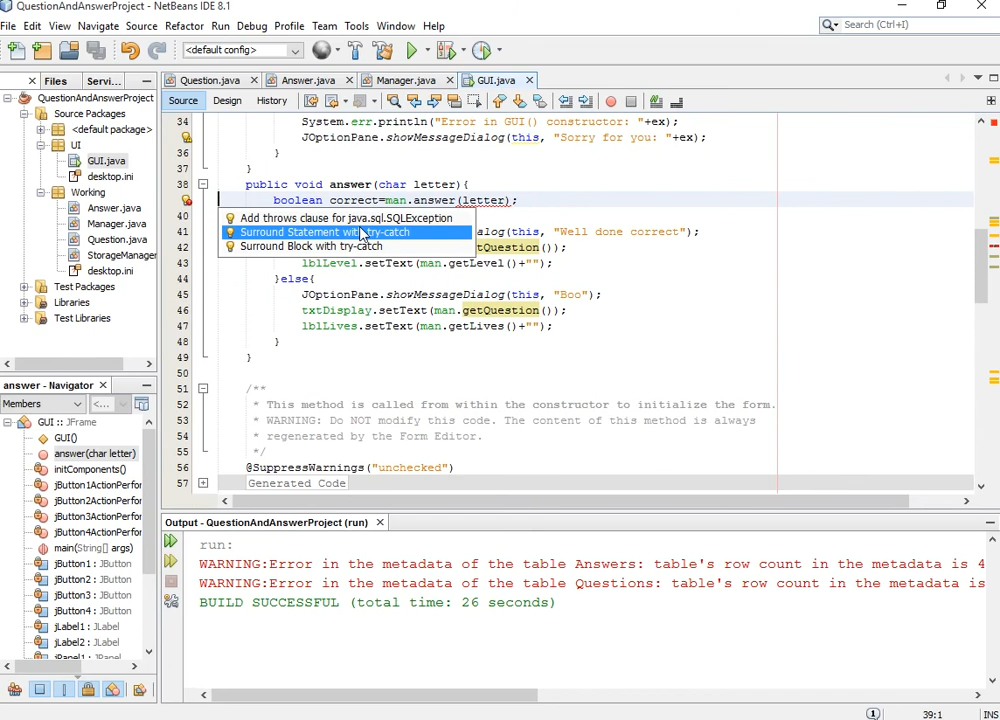 QuestionAndAnswerProject - NetBeans IDE 8.1
File Edit View Navigate Source Refactor Run Debug Profile Team Tools Window Help
<default config>
Search (Ctrl+I)
Files Servi...
Question.java Answer.java Manager.java GUI.java
Source Design History
QuestionAndAnswerProject
Source Packages
<default package>
UI
GUI.java
desktop.ini
Working
Answer.java
Manager.java
Question.java
StorageManager
desktop.ini
Test Packages
Libraries
Test Libraries
34 System.err.println("Error in GUI() constructor: "+ex);
JOptionPane.showMessageDialog(this, "Sorry for you: "+ex);
36 }
37 }
38 public void answer(char letter){
boolean correct=man.answer(letter);
40
Add throws clause for java.sql.SQLException
41 alog(this, "Well done correct");
Surround Statement with try-catch
42 tQuestion());
Surround Block with try-catch
43 lblLevel.setText(man.getLevel()+"");
44 }else{
45 JOptionPane.showMessageDialog(this, "Boo");
46 txtDisplay.setText(man.getQuestion());
47 lblLives.setText(man.getLives()+"");
48 }
49 }
50
51 /**
52 * This method is called from within the constructor to initialize the form.
53 * WARNING: Do NOT modify this code. The content of this method is always
54 * regenerated by the Form Editor.
55 */
56 @SuppressWarnings("unchecked")
57 Generated Code
answer - Navigator
Members <...
GUI :: JFrame
GUI()
answer(char letter)
initComponents()
jButton1ActionPerfor
jButton2ActionPerfor
jButton3ActionPerfor
jButton4ActionPerfor
main(String[] args)
jButton1 : JButton
jButton2 : JButton
jButton3 : JButton
jButton4 : JButton
jLabel1 : JLabel
jLabel2 : JLabel
jPanel1 : JPanel
Output - QuestionAndAnswerProject (run)
run:
WARNING:Error in the metadata of the table Answers: table's row count in the metadata is 4
WARNING:Error in the metadata of the table Questions: table's row count in the metadata is
BUILD SUCCESSFUL (total time: 26 seconds)
1 39:1 INS